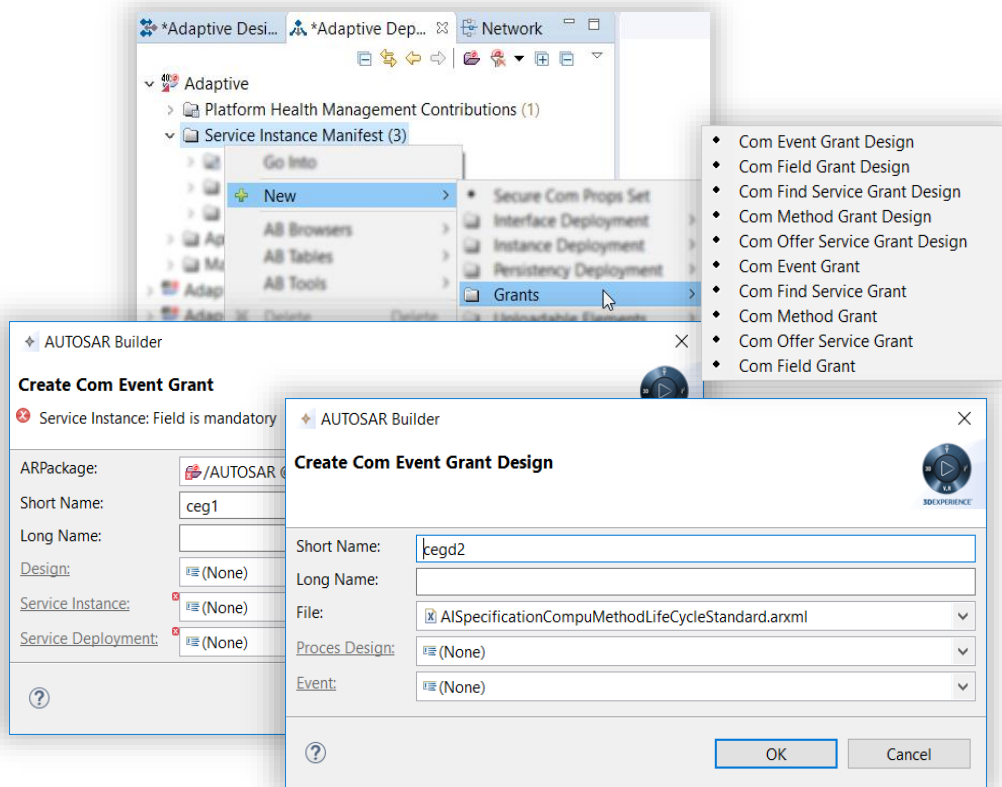 *Adaptive Desi...
*Adaptive Dep...
Network
Adaptive
Platform Health Management Contributions (1)
Service Instance Manifest (3)
Go Into
New
AB Browsers
AB Tables
AB Tools
Delete Delete
Ap
Ma
Adap
Adap
Secure Com Props Set
Interface Deployment
Instance Deployment
Persistency Deployment
Grants
Uploadable Elements
Com Event Grant Design
Com Field Grant Design
Com Find Service Grant Design
Com Method Grant Design
Com Offer Service Grant Design
Com Event Grant
Com Find Service Grant
Com Method Grant
Com Offer Service Grant
Com Field Grant
AUTOSAR Builder
Create Com Event Grant
Service Instance: Field is mandatory
ARPackage:
/AUTOSAR @
Short Name:
ceg1
Long Name:
Design:
(None)
Service Instance:
(None)
Service Deployment:
(None)
AUTOSAR Builder
Create Com Event Grant Design
3DEXPERIENCE
Short Name:
cegd2
Long Name:
File:
AISpecificationCompuMethodLifeCycleStandard.arxml
Proces Design:
(None)
Event:
(None)
OK
Cancel